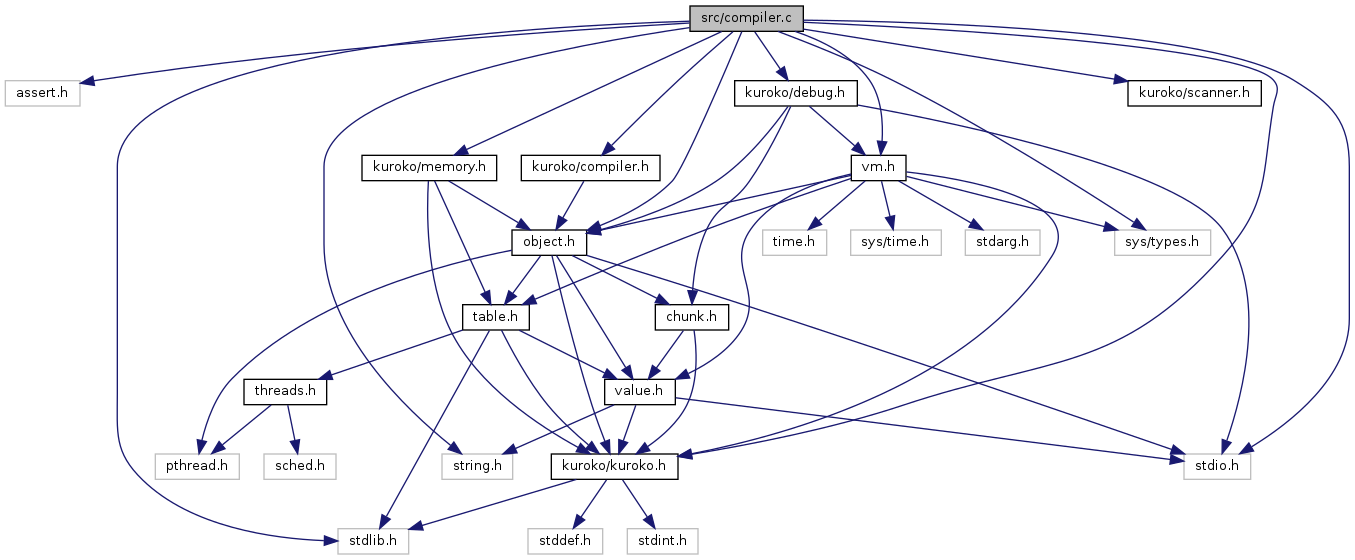 src/compiler.c
assert.h
kuroko/debug.h
kuroko/scanner.h
kuroko/memory.h
kuroko/compiler.h
vm.h
object.h
time.h
sys/time.h
stdarg.h
sys/types.h
table.h
chunk.h
threads.h
value.h
pthread.h
sched.h
string.h
kuroko/kuroko.h
stdio.h
stdlib.h
stddef.h
stdint.h